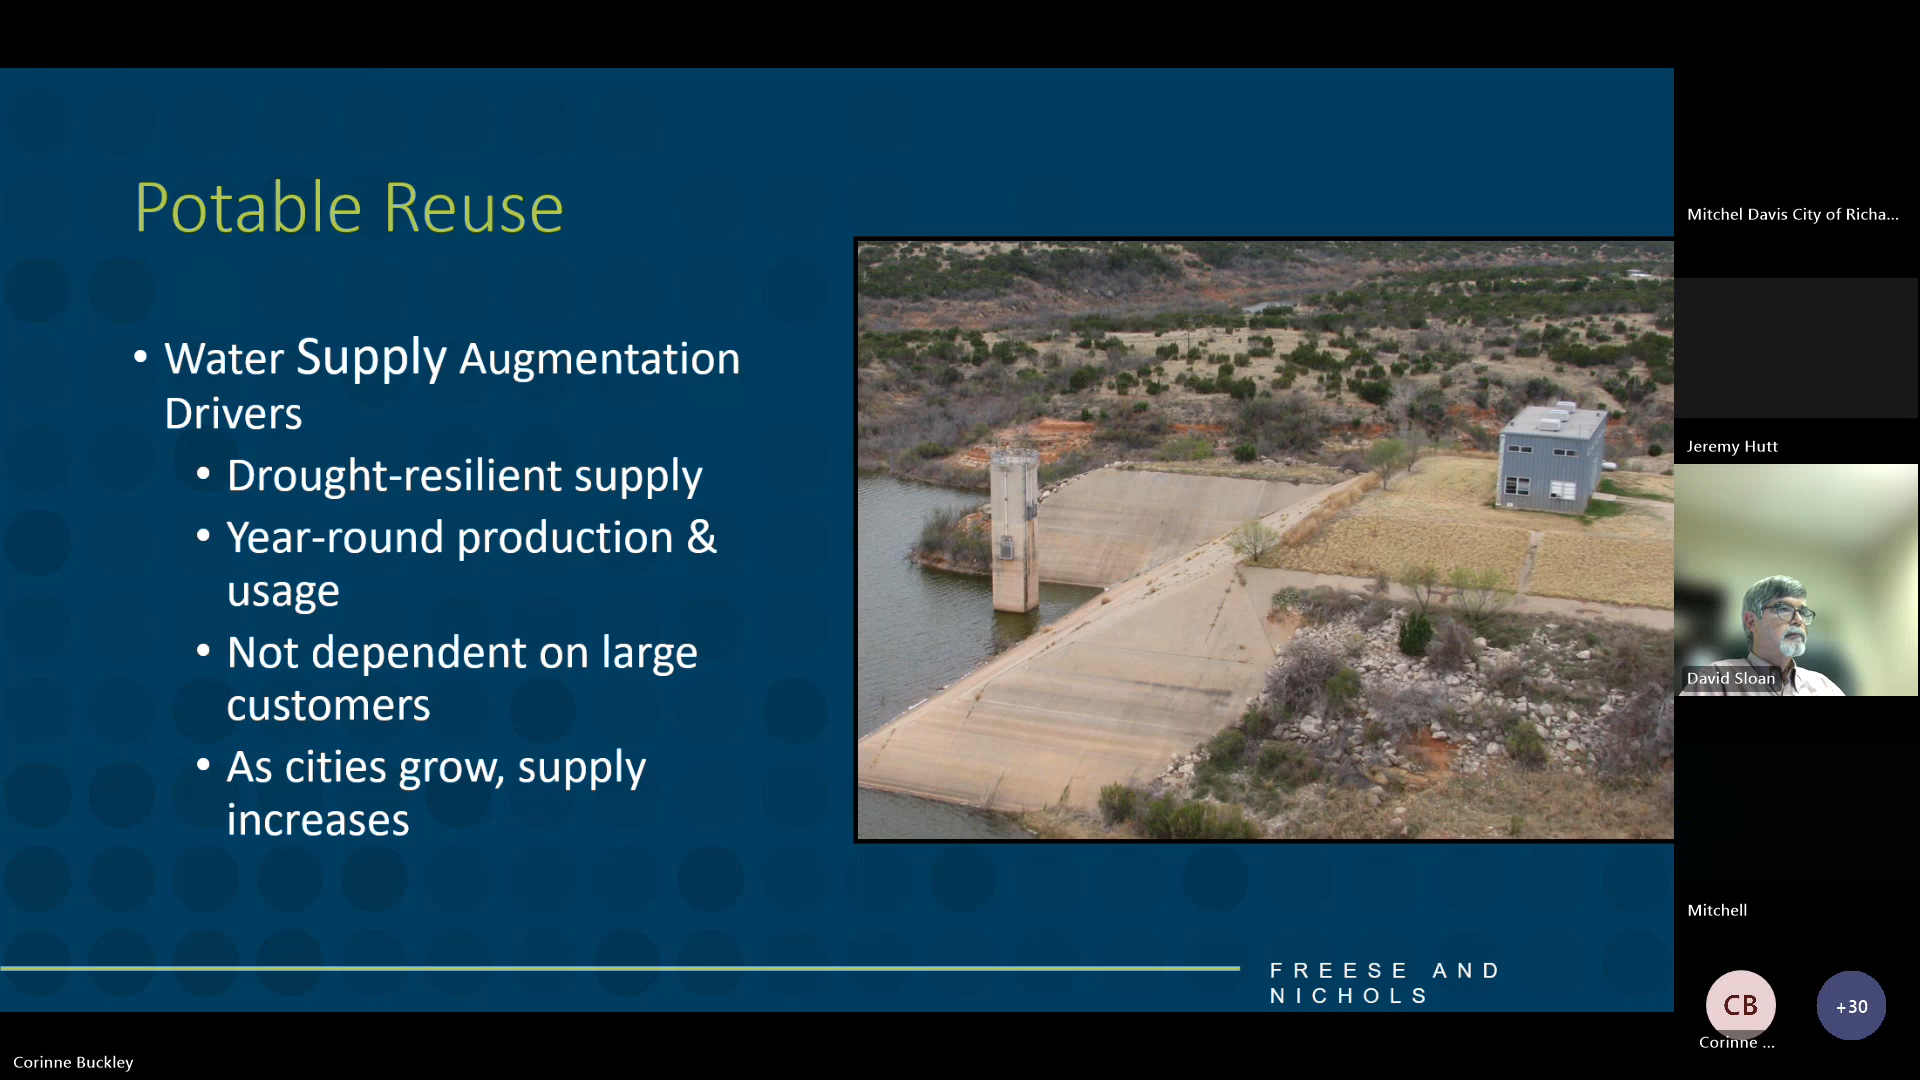 Potable Reuse
• Water Supply Augmentation
Drivers
• Drought-resilient supply
• Year-round production &
usage
• Not dependent on large
customers
• As cities grow, supply
increases
FREESE AND
NICHOLS
Mitchel Davis City of Richa...
Jeremy Hutt
David Sloan
Mitchell
CB
+30
Corinne ...
Corinne Buckley